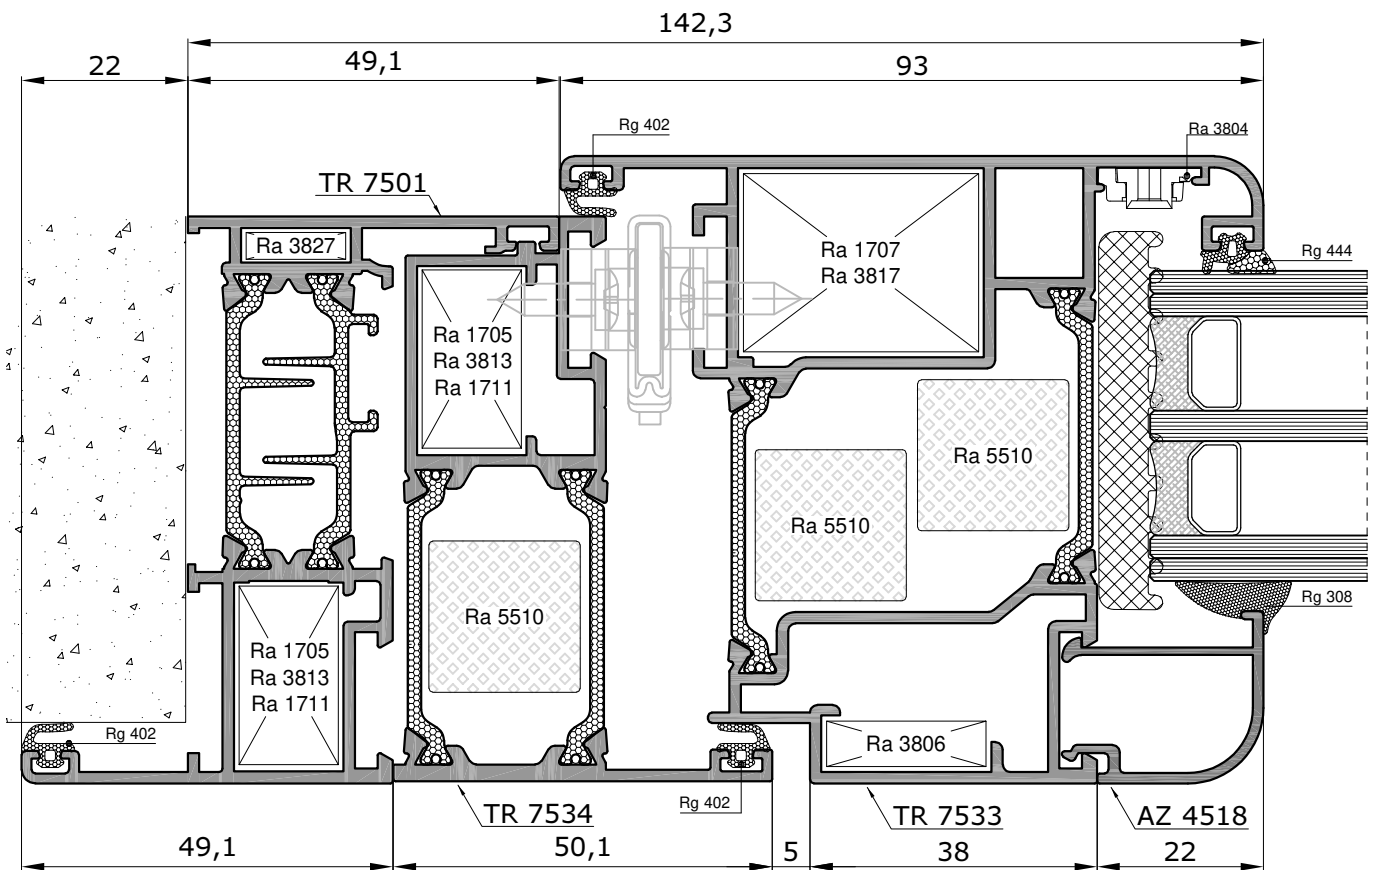 142,3
22
49,1
93
Rg 402
Ra 3804
TR 7501
Ra 3827
Ra 1707
Ra 3817
Rg 444
Ra 1705
Ra 3813
Ra 1711
Ra 5510
Ra 5510
Ra 5510
Rg 308
Ra 1705
Ra 3813
Ra 1711
Rg 402
Ra 3806
Rg 402
TR 7534
TR 7533
AZ 4518
49,1
50,1
5
38
22